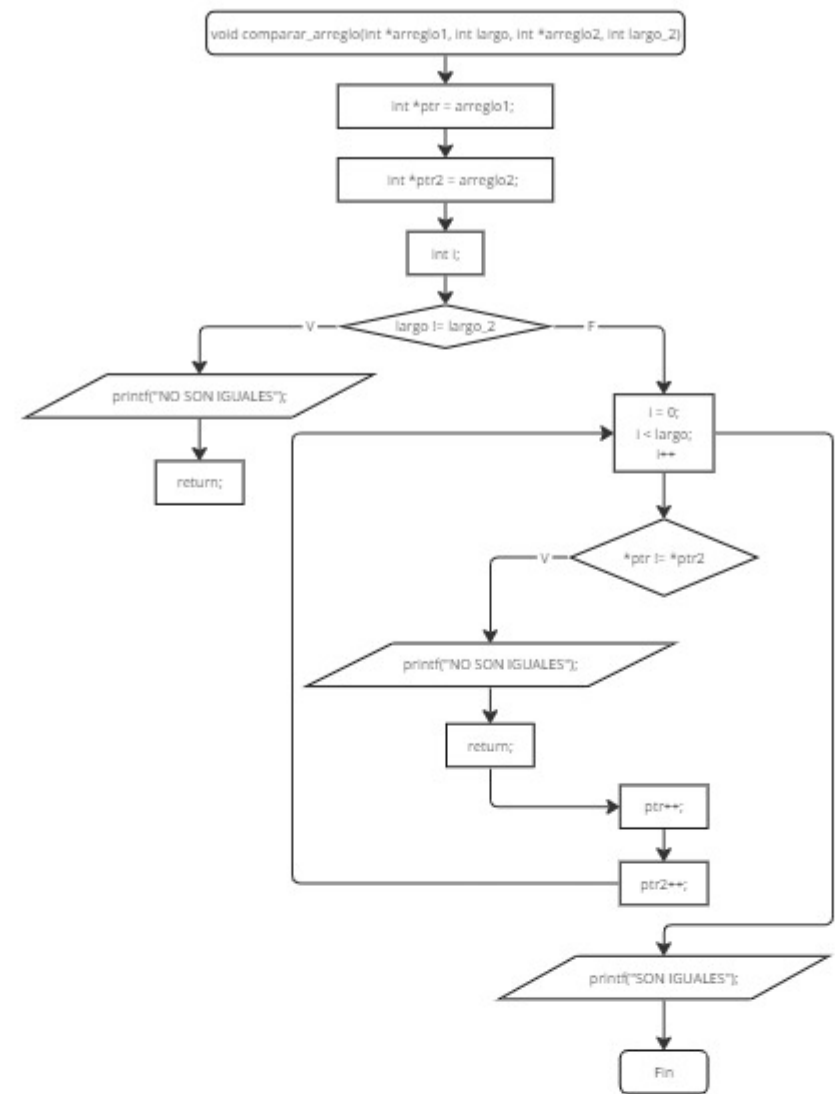 void comparar_arreglo(int *arreglo1, int largo, int *arreglo2, int largo_2)
int *ptr = arreglo1;
int *ptr2 = arreglo2;
int i;
largo != largo_2
V
F
printf("NO SON IGUALES");
return;
i = 0;
i < largo;
i++
*ptr != *ptr2
V
printf("NO SON IGUALES");
return;
ptr++;
ptr2++;
printf("SON IGUALES");
Fin